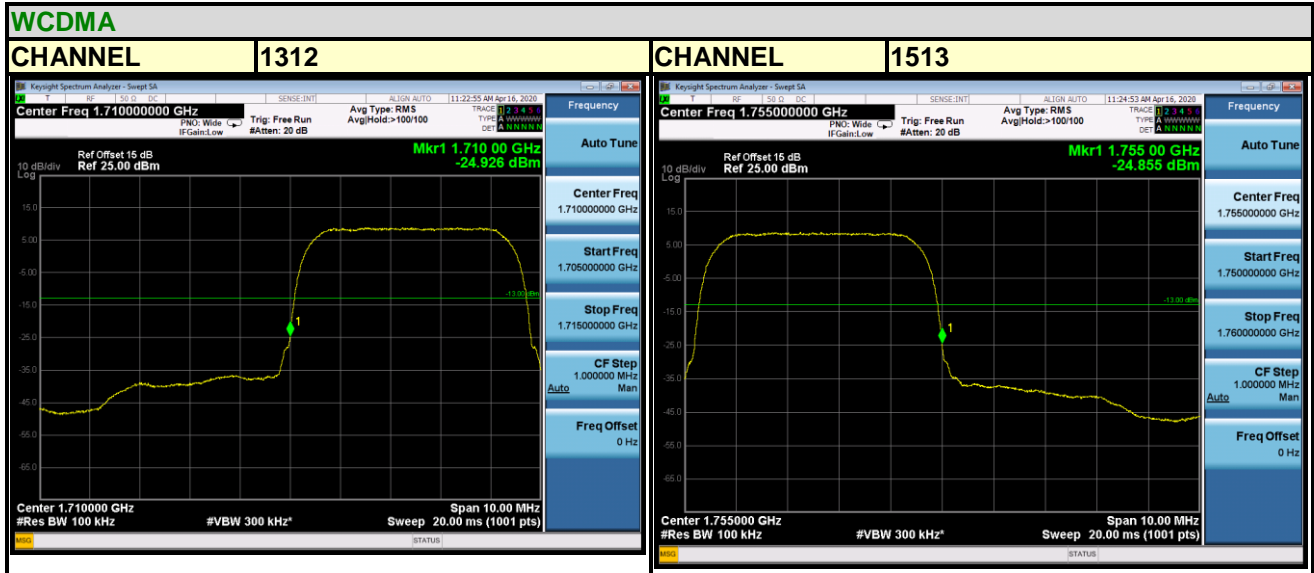 WCDMA
CHANNEL 1312 CHANNEL 1513
Keysight Spectrum Analyzer - Swept SA
T RF 50 Ω DC SENSE:INT ALIGN AUTO 11:22:55 AM Apr 16, 2020
Center Freq 1.710000000 GHz
PNO: Wide
IFGain:Low
Trig: Free Run
#Atten: 20 dB
Avg Type: RMS
Avg|Hold:>100/100
TRACE 1 2 3 4 5 6
TYPE A WWWWW
DET A N N N N N
Ref Offset 15 dB
10 dB/div Ref 25.00 dBm
Log
Mkr1 1.710 00 GHz
-24.926 dBm
15.0
5.00
-5.00
-13.00 dBm
-15.0
1
-25.0
-35.0
-45.0
-55.0
-65.0
Center 1.710000 GHz Span 10.00 MHz
#Res BW 100 kHz #VBW 300 kHz* Sweep 20.00 ms (1001 pts)
MSG STATUS
Frequency
Auto Tune
Center Freq
1.710000000 GHz
Start Freq
1.705000000 GHz
Stop Freq
1.715000000 GHz
CF Step
1.000000 MHz
Auto Man
Freq Offset
0 Hz
Keysight Spectrum Analyzer - Swept SA
T RF 50 Ω DC SENSE:INT ALIGN AUTO 11:24:53 AM Apr 16, 2020
Center Freq 1.755000000 GHz
PNO: Wide
IFGain:Low
Trig: Free Run
#Atten: 20 dB
Avg Type: RMS
Avg|Hold:>100/100
TRACE 1 2 3 4 5 6
TYPE A WWWWW
DET A N N N N N
Ref Offset 15 dB
10 dB/div Ref 25.00 dBm
Log
Mkr1 1.755 00 GHz
-24.855 dBm
15.0
5.00
-5.00
-13.00 dBm
-15.0
1
-25.0
-35.0
-45.0
-55.0
-65.0
Center 1.755000 GHz Span 10.00 MHz
#Res BW 100 kHz #VBW 300 kHz* Sweep 20.00 ms (1001 pts)
MSG STATUS
Frequency
Auto Tune
Center Freq
1.755000000 GHz
Start Freq
1.750000000 GHz
Stop Freq
1.760000000 GHz
CF Step
1.000000 MHz
Auto Man
Freq Offset
0 Hz